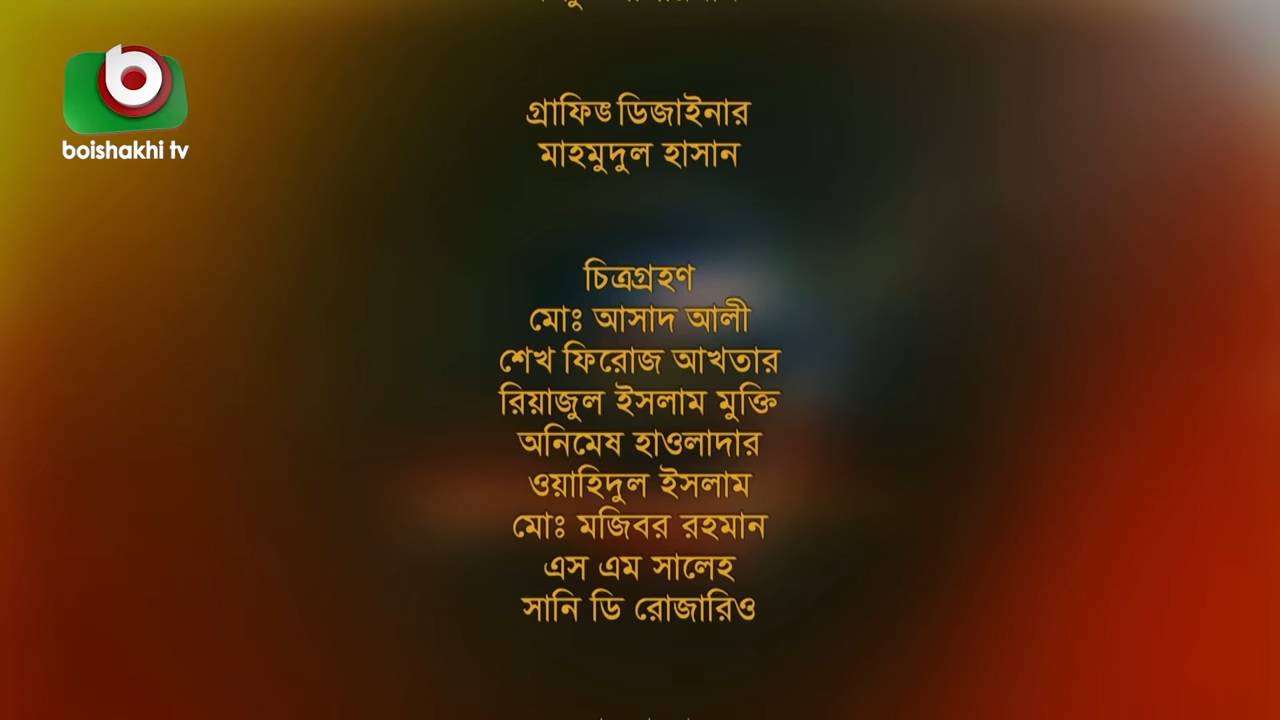 boishakhi tv
গ্রাফিঙ ডিজাইনার
মাহমুদুল হাসান
চিত্রগ্রহণ
মোঃ আসাদ আলী
শেখ ফিরোজ আখতার
রিয়াজুল ইসলাম মুক্তি
অনিমেষ হাওলাদার
ওয়াহিদুল ইসলাম
মোঃ মজিবর রহমান
এস এম সালেহ
সানি ডি রোজারিও